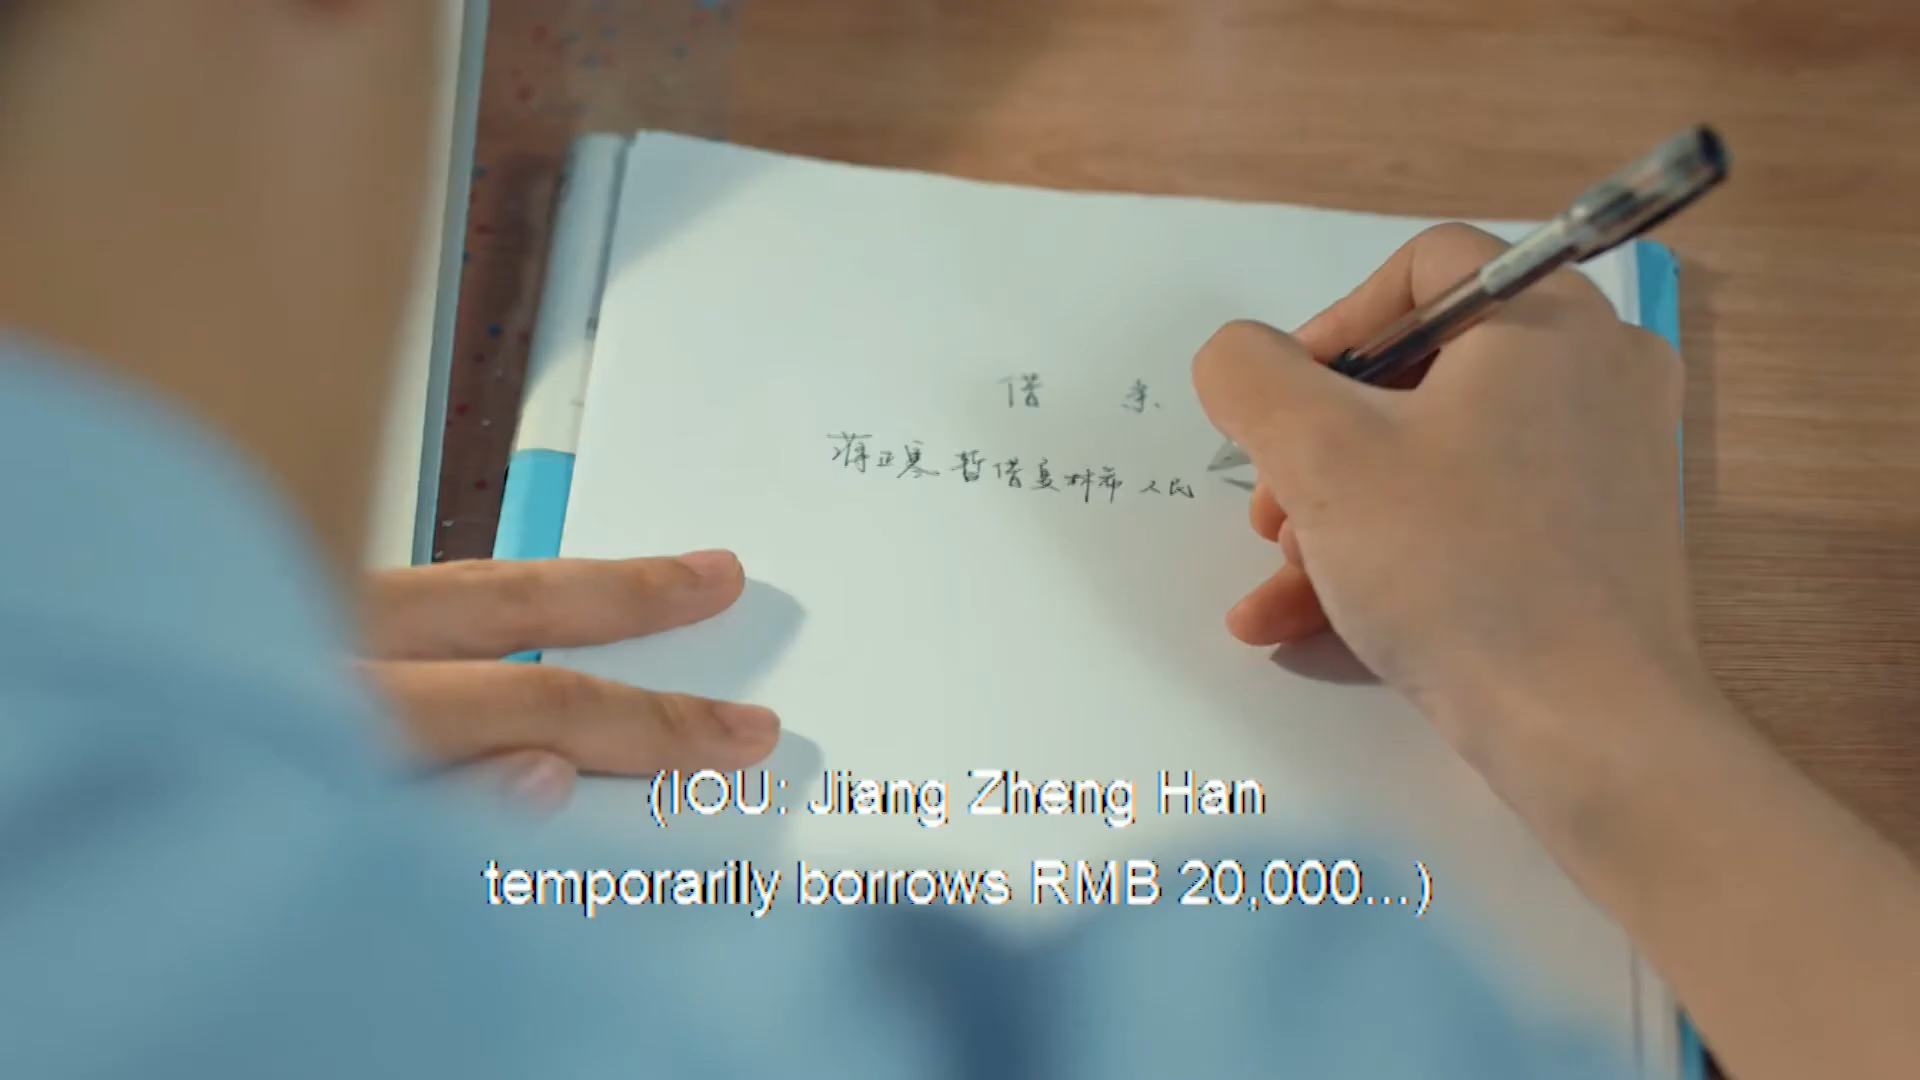 借 条
蒋正寒暂借夏林希人民
(IOU: Jiang Zheng Han
temporarily borrows RMB 20,000...)